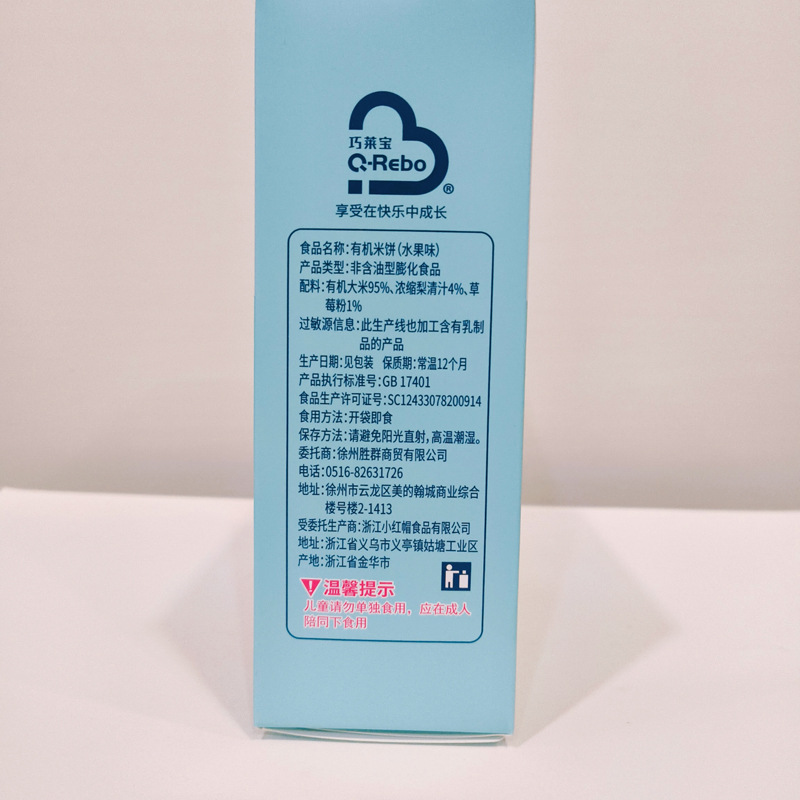 巧莱宝
Q-Rebo
®
享受在快乐中成长
食品名称:有机米饼(水果味)
产品类型:非含油型膨化食品
配料:有机大米95%、浓缩梨清汁4%、草
莓粉1%
过敏源信息:此生产线也加工含有乳制
品的产品
生产日期:见包装 保质期:常温12个月
产品执行标准号:GB 17401
食品生产许可证号:SC12433078200914
食用方法:开袋即食
保存方法:请避免阳光直射,高温潮湿。
委托商:徐州胜群商贸有限公司
电话:0516-82631726
地址:徐州市云龙区美的翰城商业综合
楼号楼2-1413
受委托生产商:浙江小红帽食品有限公司
地址:浙江省义乌市义亭镇姑塘工业区
产地:浙江省金华市
温馨提示
儿童请勿单独食用，应在成人
陪同下食用